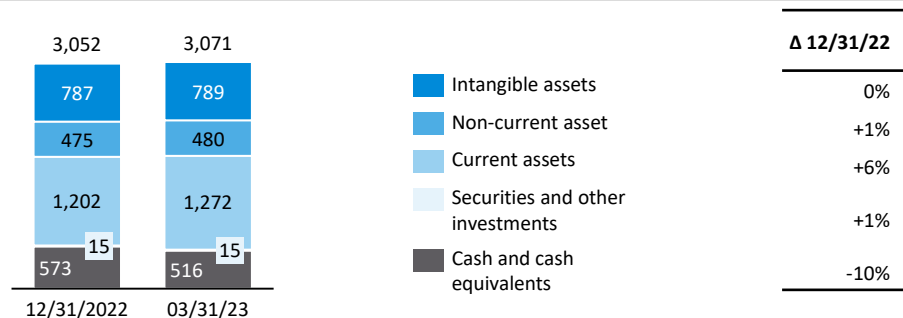 3,052
3,071
787
789
475
480
1,202
1,272
15
15
573
516
12/31/2022
03/31/23
Intangible assets
Non-current asset
Current assets
Securities and other
investments
Cash and cash
equivalents
Δ 12/31/22
0%
+1%
+6%
+1%
-10%